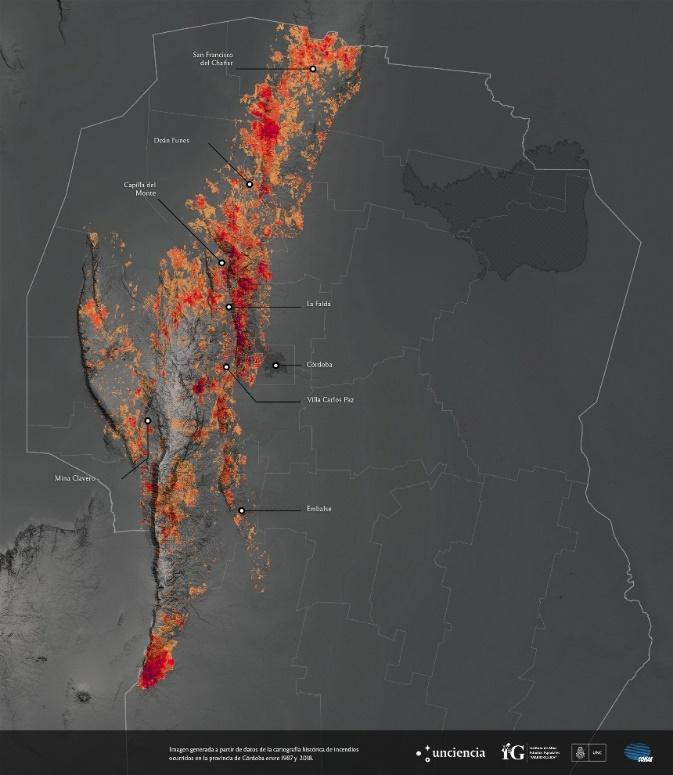 San Francisco
del Chañar
Deán Funes
Capilla del
Monte
La Falda
Córdoba
Villa Carlos Paz
Mina Clavero
Embalse
Imagen generada a partir de datos de la cartografía histórica de incendios
ocurridos en la provincia de Córdoba entre 1987 y 2018.
unciencia
iG
UNC
CONAE